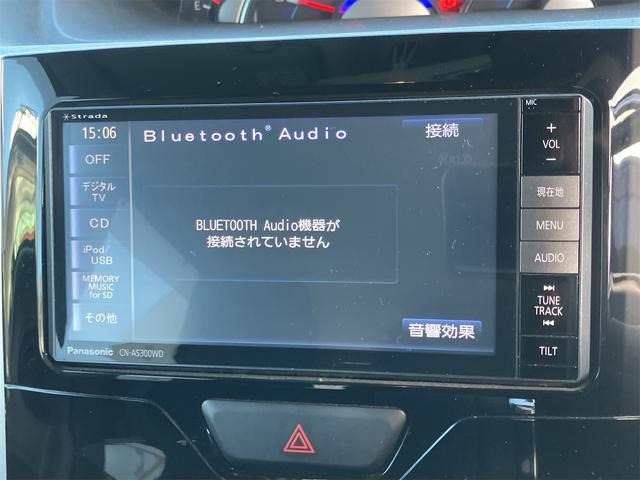 Strada
MIC
15:06
Bluetooth® Audio
接続
OFF
デジタル
TV
CD
iPod/
USB
MEMORY
MUSIC
for SD
その他
BLUETOOTH Audio機器が
接続されていません
音響効果
+
VOL
−
現在地
MENU
AUDIO
TUNE
TRACK
TILT
Panasonic CN-AS300WD